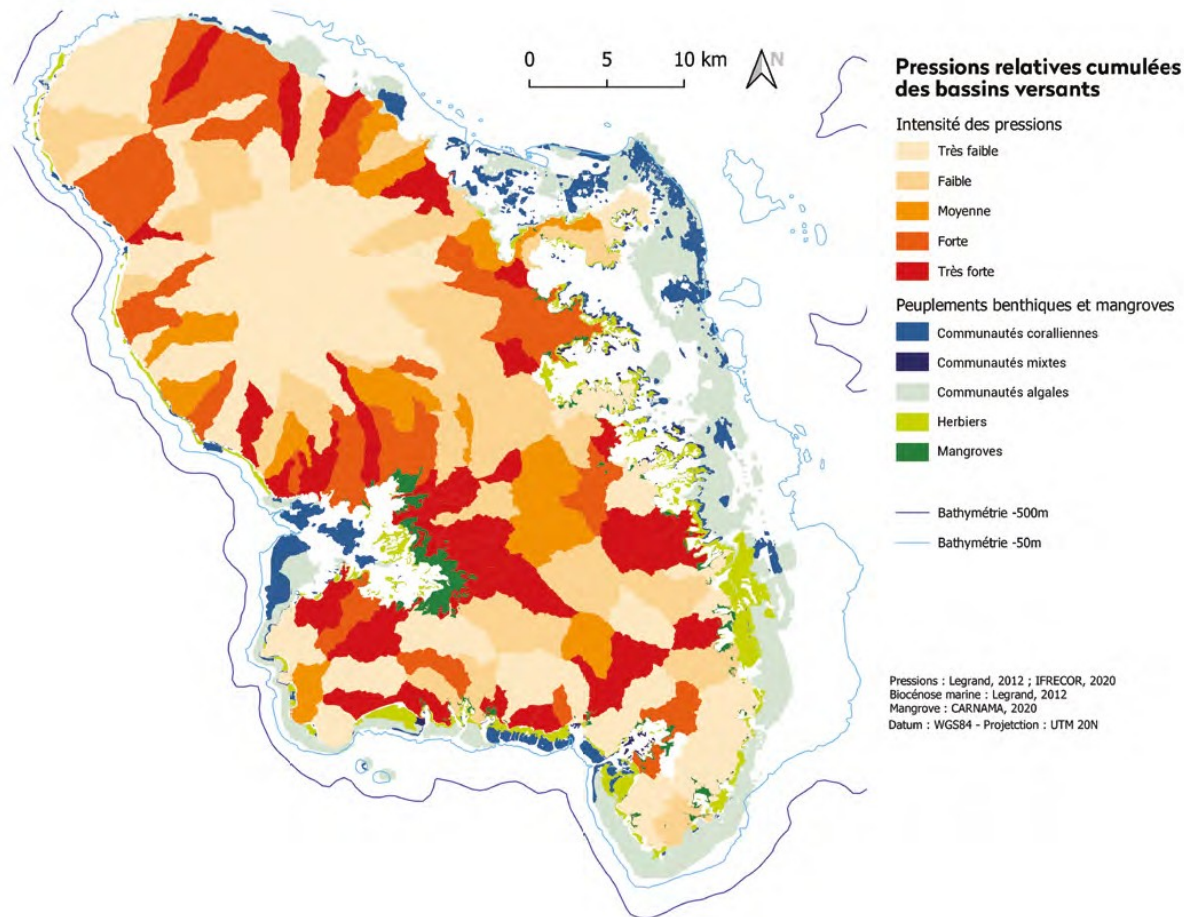 0 5 10 km
N
Pressions relatives cumulées
des bassins versants
Intensité des pressions
Très faible
Faible
Moyenne
Forte
Très forte
Peuplements benthiques et mangroves
Communautés coralliennes
Communautés mixtes
Communautés algales
Herbiers
Mangroves
Bathymétrie -500m
Bathymétrie -50m
Pressions : Legrand, 2012 ; IFRECOR, 2020
Biocénose marine : Legrand, 2012
Mangrove : CARNAMA, 2020
Datum : WGS84 - Projetction : UTM 20N